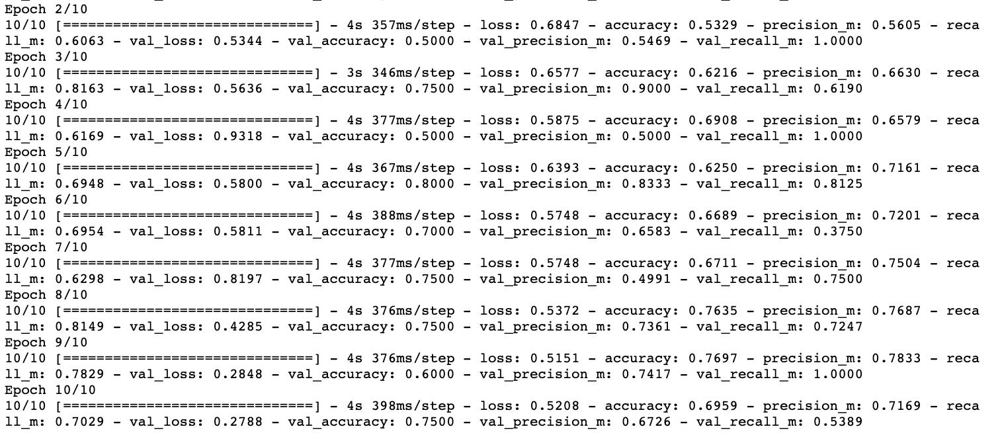 Epoch 2/10
10/10 [==============================] - 4s 357ms/step - loss: 0.6847 - accuracy: 0.5329 - precision_m: 0.5605 - reca
ll_m: 0.6063 - val_loss: 0.5344 - val_accuracy: 0.5000 - val_precision_m: 0.5469 - val_recall_m: 1.0000
Epoch 3/10
10/10 [==============================] - 3s 346ms/step - loss: 0.6577 - accuracy: 0.6216 - precision_m: 0.6630 - reca
ll_m: 0.8163 - val_loss: 0.5636 - val_accuracy: 0.7500 - val_precision_m: 0.9000 - val_recall_m: 0.6190
Epoch 4/10
10/10 [==============================] - 4s 377ms/step - loss: 0.5875 - accuracy: 0.6908 - precision_m: 0.6579 - reca
ll_m: 0.6169 - val_loss: 0.9318 - val_accuracy: 0.5000 - val_precision_m: 0.5000 - val_recall_m: 1.0000
Epoch 5/10
10/10 [==============================] - 4s 367ms/step - loss: 0.6393 - accuracy: 0.6250 - precision_m: 0.7161 - reca
ll_m: 0.6948 - val_loss: 0.5800 - val_accuracy: 0.8000 - val_precision_m: 0.8333 - val_recall_m: 0.8125
Epoch 6/10
10/10 [==============================] - 4s 388ms/step - loss: 0.5748 - accuracy: 0.6689 - precision_m: 0.7201 - reca
ll_m: 0.6954 - val_loss: 0.5811 - val_accuracy: 0.7000 - val_precision_m: 0.6583 - val_recall_m: 0.3750
Epoch 7/10
10/10 [==============================] - 4s 377ms/step - loss: 0.5748 - accuracy: 0.6711 - precision_m: 0.7504 - reca
ll_m: 0.6298 - val_loss: 0.8197 - val_accuracy: 0.7500 - val_precision_m: 0.4991 - val_recall_m: 0.7500
Epoch 8/10
10/10 [==============================] - 4s 376ms/step - loss: 0.5372 - accuracy: 0.7635 - precision_m: 0.7687 - reca
ll_m: 0.8149 - val_loss: 0.4285 - val_accuracy: 0.7500 - val_precision_m: 0.7361 - val_recall_m: 0.7247
Epoch 9/10
10/10 [==============================] - 4s 376ms/step - loss: 0.5151 - accuracy: 0.7697 - precision_m: 0.7833 - reca
ll_m: 0.7829 - val_loss: 0.2848 - val_accuracy: 0.6000 - val_precision_m: 0.7417 - val_recall_m: 1.0000
Epoch 10/10
10/10 [==============================] - 4s 398ms/step - loss: 0.5208 - accuracy: 0.6959 - precision_m: 0.7169 - reca
ll_m: 0.7029 - val_loss: 0.2788 - val_accuracy: 0.7500 - val_precision_m: 0.6726 - val_recall_m: 0.5389